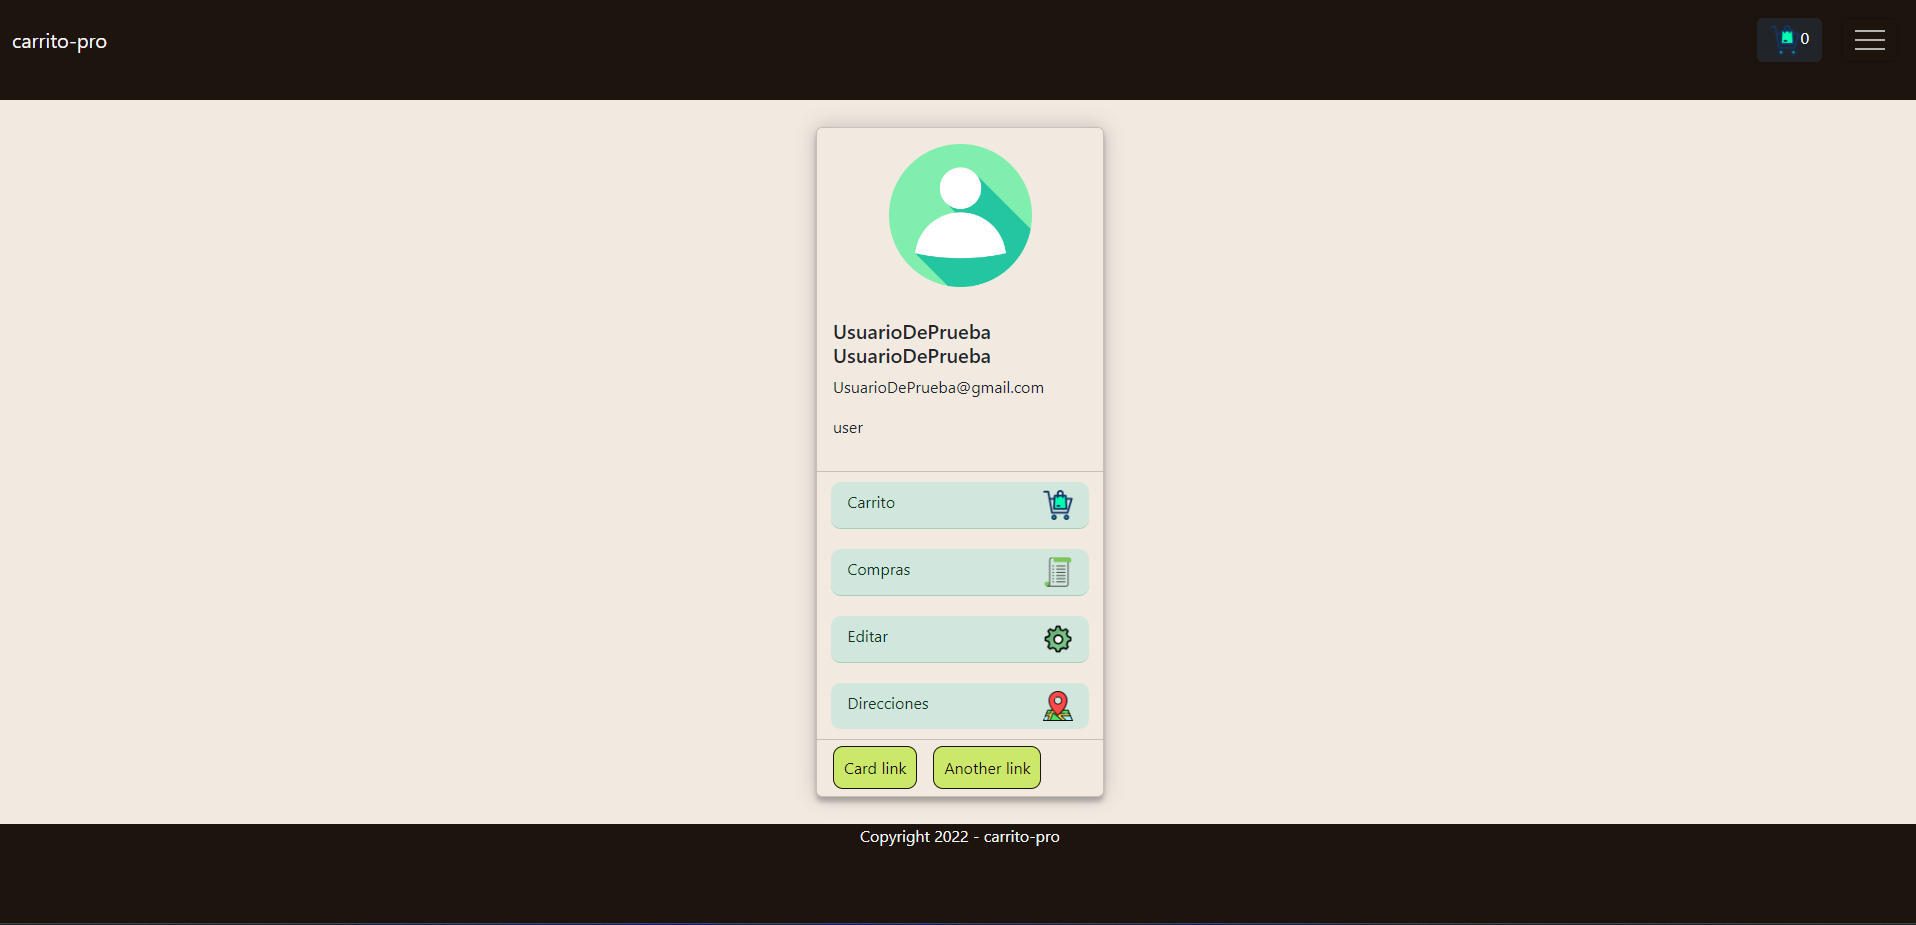 carrito-pro
0
UsuarioDePrueba
UsuarioDePrueba
UsuarioDePrueba@gmail.com
user
Carrito
Compras
Editar
Direcciones
Card link
Another link
Copyright 2022 - carrito-pro